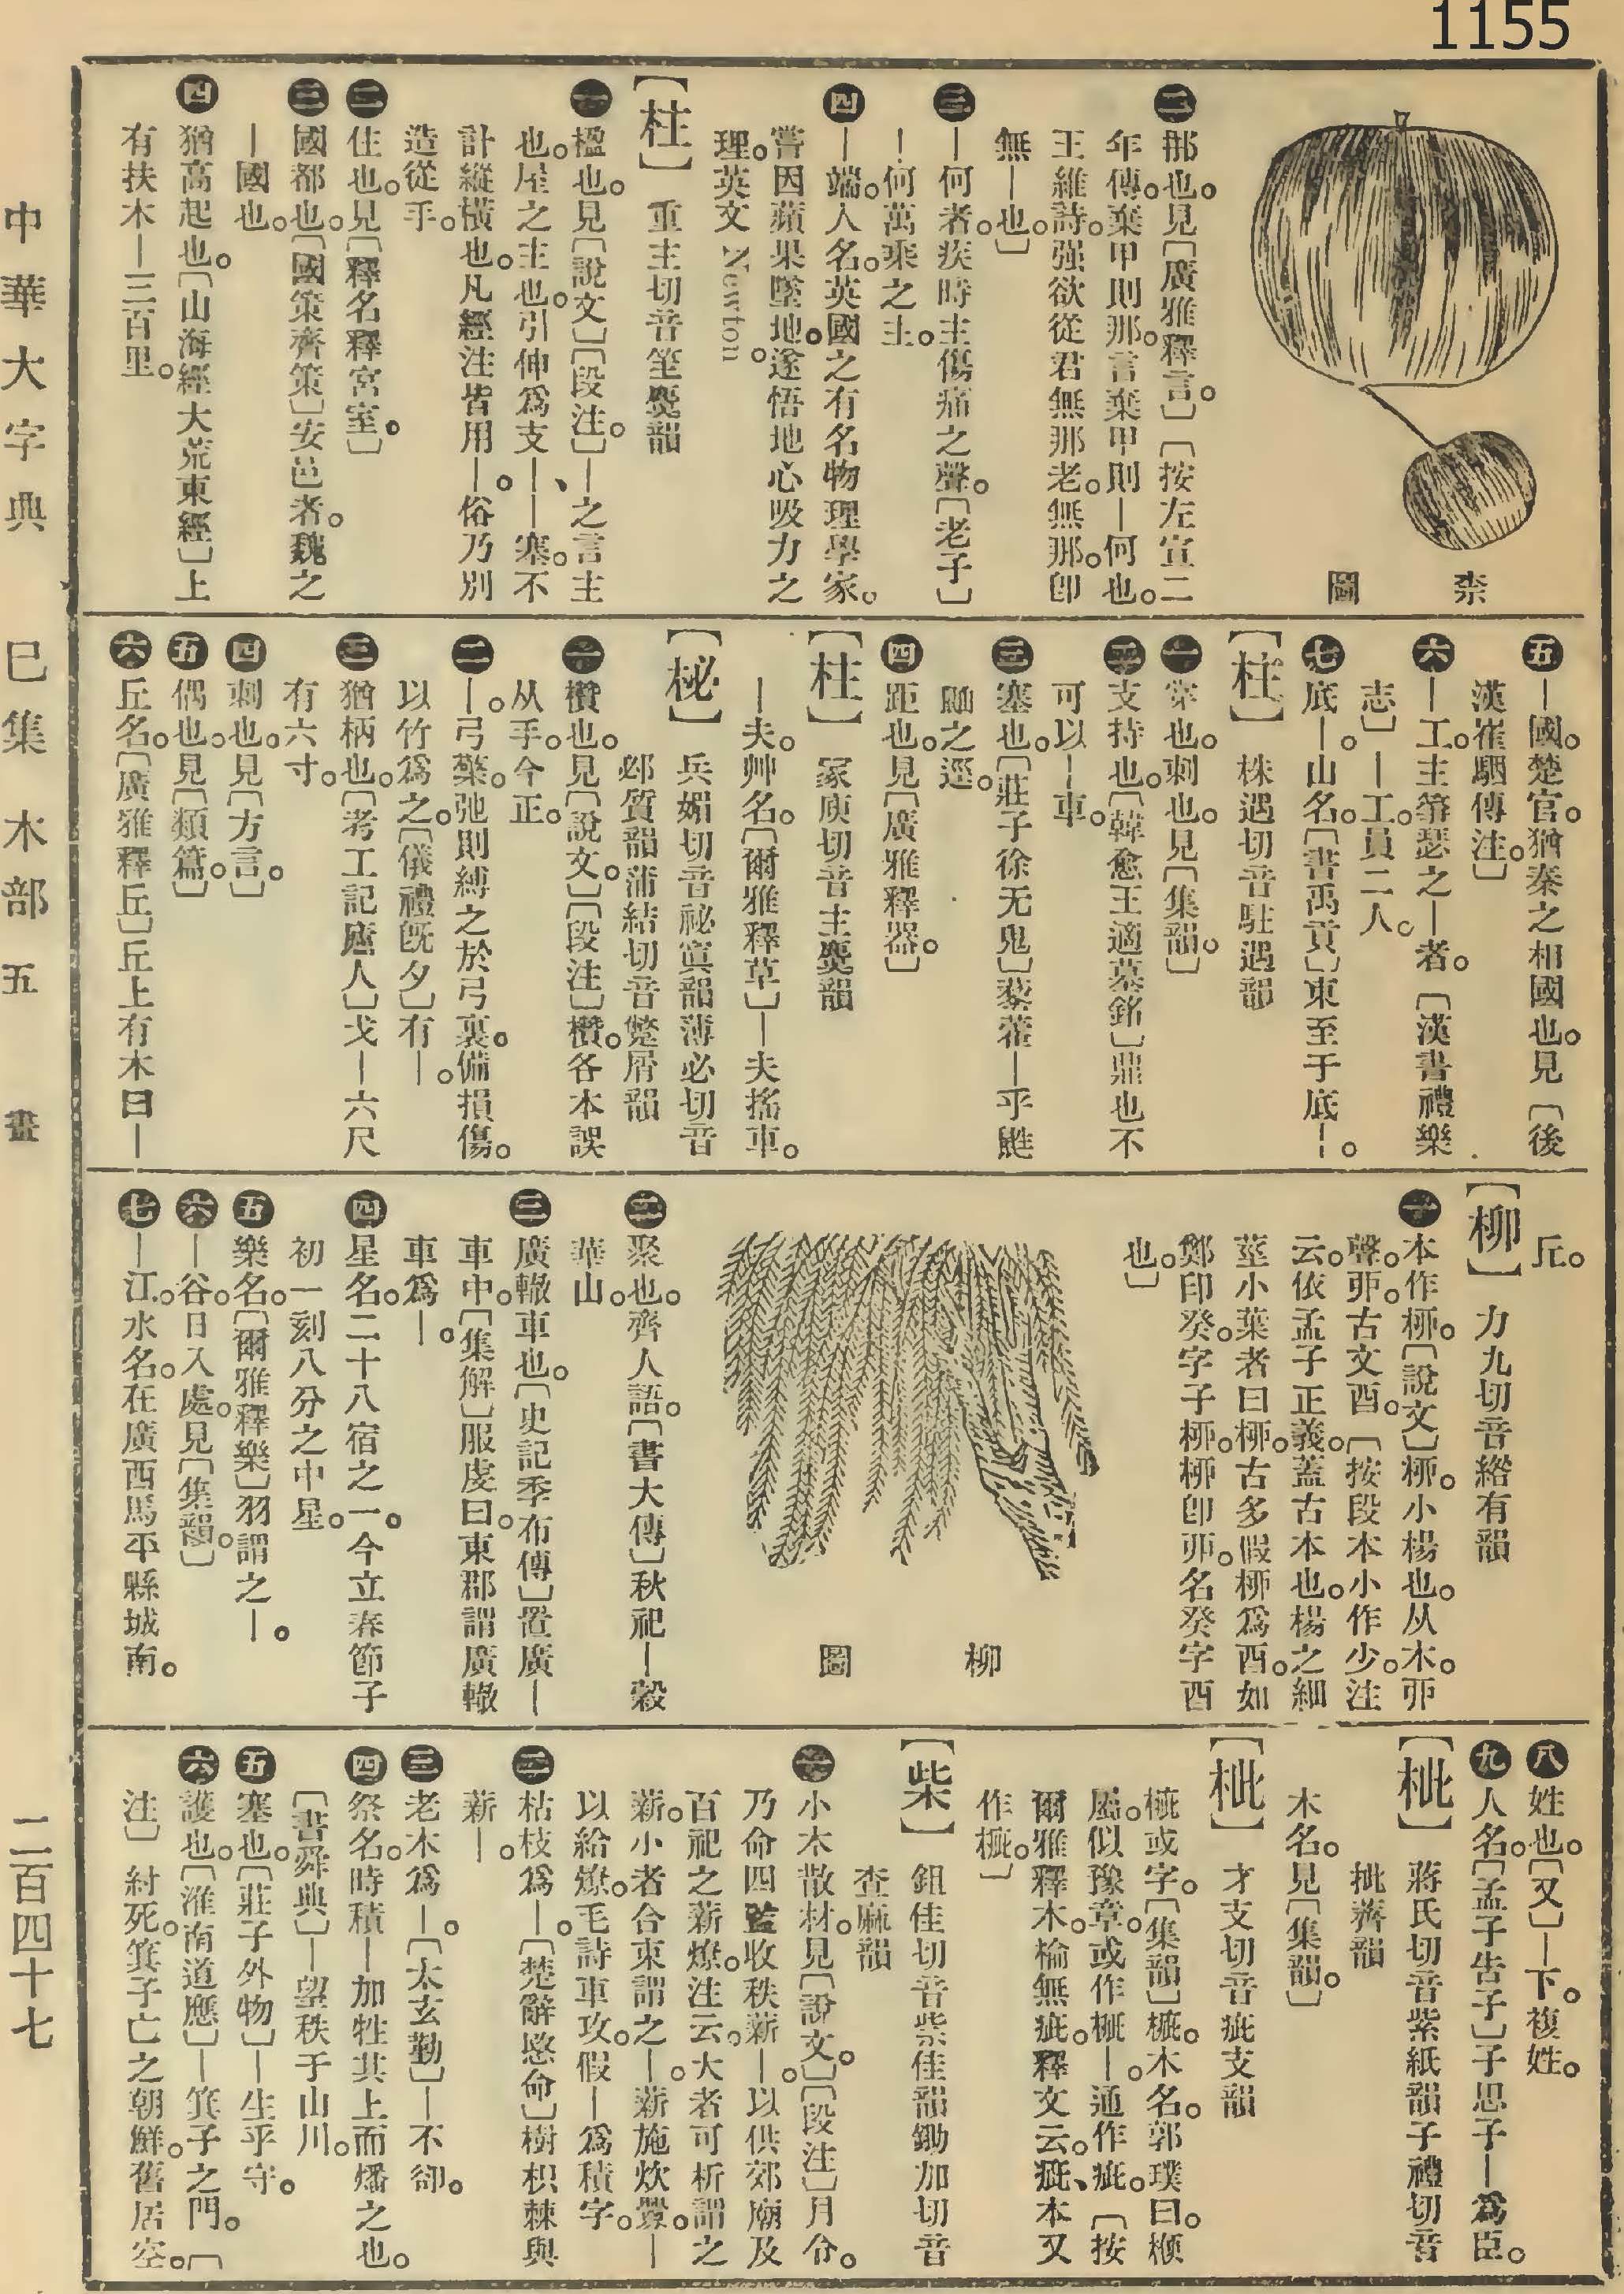 1155
柰
圖
㊁那也。見〔廣雅釋言。〕〔按左宣二
年傳。棄甲則那。言棄甲則—何也。
王維詩。强欲從君無那老。無那。卽
無—也。〕
㊂—何者。疾時主傷痛之聲。〔老子〕
—何萬乘之主。
㊃—端。人名。英國之有名物理學家。
嘗因蘋果墜地。遂悟地心吸力之
理。英文 Newton。
【柱】 重主切音䇠麌韻
㊀楹也。見〔說文〕〔段注。〕—之言主
也。屋之主也。引伸爲支—、—塞。不
計縱橫也。凡經注皆用—。俗乃別
造從手。
㊁住也。見〔釋名釋宮室。〕
㊂國都也。〔國策齊策〕安邑者。魏之
—國也。
㊃猶高起也。〔山海經大荒東經〕上
有扶木—三百里。
㊄—國。楚官。猶秦之相國也。見〔後
漢崔駰傳注。〕
㊅—工。主箏瑟之—者。〔漢書禮樂
志〕—工。員二人。
㊆底—。山名。〔書禹貢〕東至于底—。
【柱】 株遇切音駐遇韻
㊀穿也。刺也。見〔集韻。〕
㊁支持也。〔韓愈王適墓銘〕鼎也不
可以—車。
㊂塞也。〔莊子徐无鬼〕藜藿—乎鼪
鼬之逕。
㊃距也。見〔廣雅釋器。〕
【柱】 冢庾切音主麌韻
—夫。艸名。〔爾雅釋草〕—夫搖車。
【柲】 兵媚切音祕寘韻薄必切音
邲質韻蒲結切音蹩屑韻
㊀欑也。見〔說文。〕〔段注〕欑。各本誤
从手。今正。
㊁—。弓檠。弛則縛之於弓裏。備損傷。
以竹爲之。〔儀禮旣夕〕有—。
㊂猶柄也。〔考工記廬人〕戈—六尺
有六寸。
㊃刺也。見〔方言。〕
㊄偶也。見〔類篇。〕
㊅丘名。〔廣雅釋丘〕丘上有木曰—
丘。
【柳】 力九切音綹有韻
㊀本作桺。〔說文〕桺。小楊也。从木。丣
聲。丣。古文酉。〔按段本小作少。注
云。依孟子正義。蓋古本也。楊之細
莖小葉者曰桺。古多假桺爲酉。如
鄭印癸。字子桺。桺卽丣。名癸字酉
也。〕
柳
圖
㊁聚也。齊人語。〔書大傳〕秋祀—穀
華山。
㊂廣轍車也。〔史記季布傳〕置廣—
車中。〔集解〕服虔曰。東郡謂廣轍
車爲—。
㊃星名。二十八宿之一。今立春節子
初一刻八分之中星。
㊄樂名。〔爾雅釋樂〕羽謂之—。
㊅—谷。日入處。見〔集韻。〕
㊆—江。水名。在廣西馬平縣城南。
㊇姓也。〔又〕—下。複姓。
㊈人名。〔孟子告子〕子思子—爲臣。
【枇】 蔣氏切音紫紙韻子禮切音
批薺韻
木名。見〔集韻。〕
【枇】 才支切音疵支韻
榹或字。〔集韻〕榹。木名。郭璞曰。榹
屬。似豫章。或作榹—。通作疵。〔按
爾雅釋木。棆無疵。釋文云。疵、本又
作榹。〕
【柴】 鉏佳切音祡佳韻鋤加切音
査麻韻
㊀小木散材。見〔說文。〕〔段注〕月令。
乃命四監收秩薪—。以供郊廟及
百祀之薪燎。注云。大者可析謂之
薪。小者合束謂之—。薪施炊爨。—
以給燎。毛詩車攻。假—爲積字。
㊁枯枝爲—。〔楚辭愍命〕樹枳棘與
薪—。
㊂老木爲—。〔太玄勤〕—不卻。
㊃祭名。時積—加牲其上而燔之也。
〔書舜典〕—望秩于山川。
㊄塞也。〔莊子外物〕—生乎守。
㊅護也。〔淮南道應〕—箕子之門。〔
注〕 紂死。箕子亡之朝鮮。舊居空。
中華大字典 巳集 木部 五 畫
二百四十七